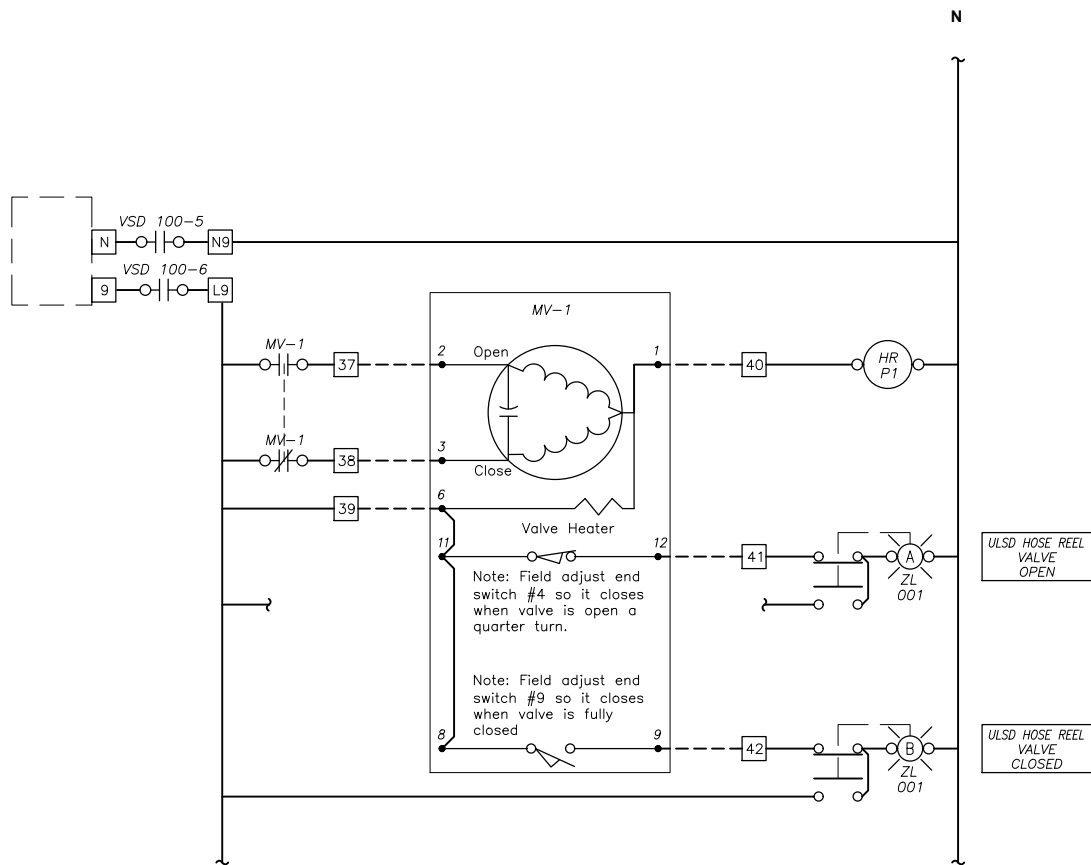 N
VSD 100-5
N
N9
VSD 100-6
9
L9
MV-1
MV-1
37
2
Open
1
40
HR
P1
MV-1
38
3
Close
39
6
Valve Heater
11
12
41
A
ZL
001
ULSD HOSE REEL
VALVE
OPEN
Note: Field adjust end
switch #4 so it closes
when valve is open a
quarter turn.
Note: Field adjust end
switch #9 so it closes
when valve is fully
closed
8
9
42
B
ZL
001
ULSD HOSE REEL
VALVE
CLOSED